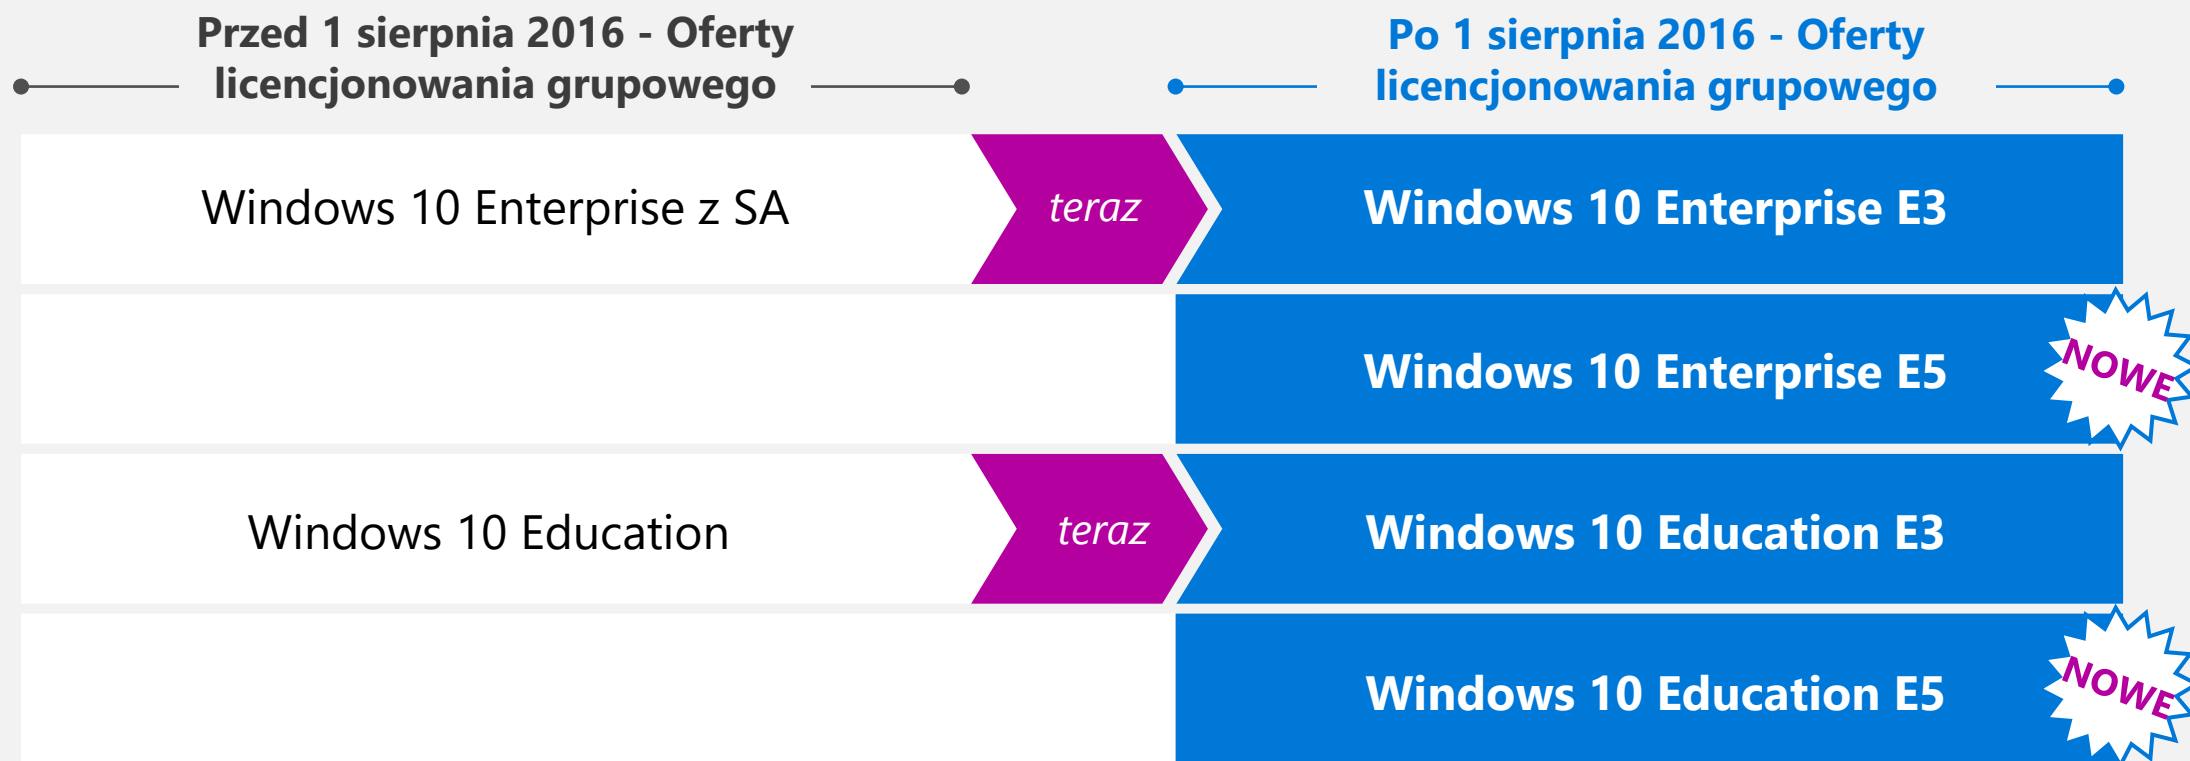 Przed 1 sierpnia 2016 - Oferty
licencjonowania grupowego
Po 1 sierpnia 2016 - Oferty
licencjonowania grupowego
Windows 10 Enterprise z SA
teraz
Windows 10 Enterprise E3
Windows 10 Enterprise E5
NOWE
Windows 10 Education
teraz
Windows 10 Education E3
Windows 10 Education E5
NOWE